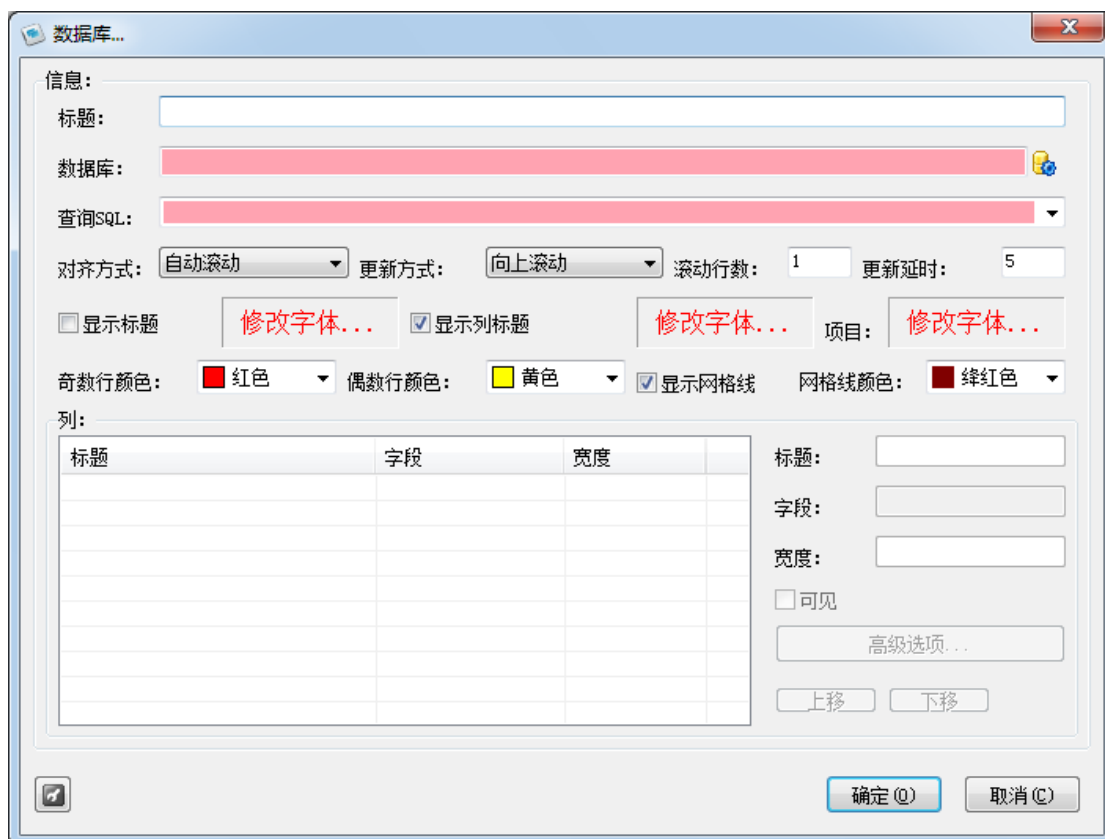 数据库...
信息：
标题：
数据库：
查询SQL：
对齐方式： 自动滚动 更新方式： 向上滚动 滚动行数： 1 更新延时： 5
显示标题 修改字体... 显示列标题 修改字体... 项目： 修改字体...
奇数行颜色： 红色 偶数行颜色： 黄色 显示网格线 网格线颜色： 绛红色
列：
标题 字段 宽度 标题：
字段：
宽度：
可见
高级选项...
上移 下移
确定(O) 取消(C)